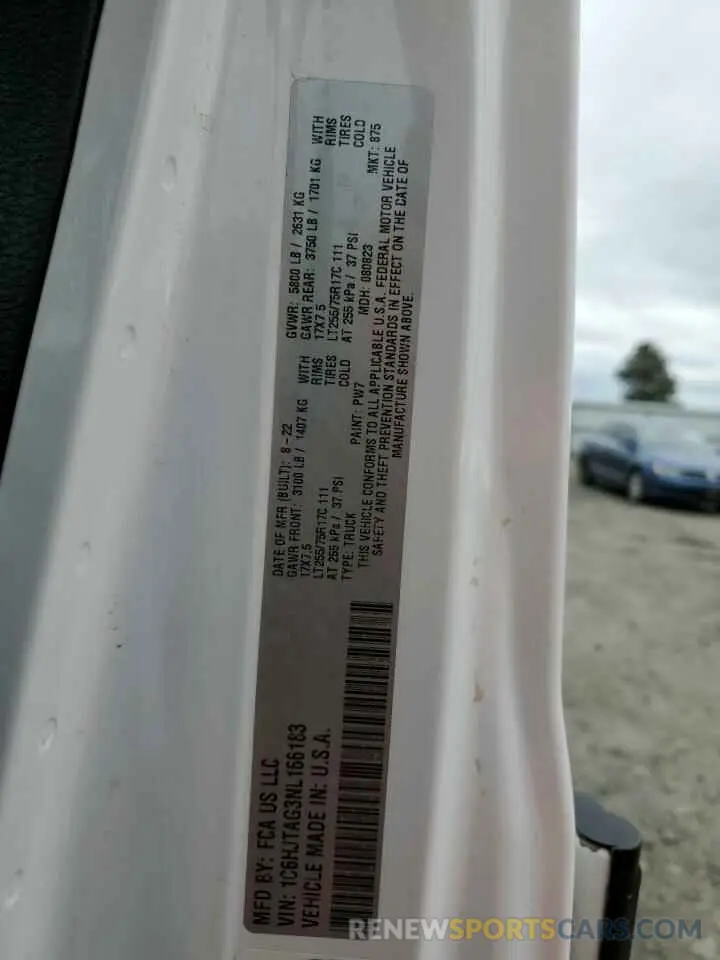 MFD BY: FCA US LLC
VIN: 1C6HJTAG3NL166183
VEHICLE MADE IN: U.S.A.
DATE OF MFR (BUILT): 8-22
GAWR FRONT: 3100 LB / 1407 KG WITH
17X7.5 RIMS
LT255/75R17C 111 TIRES
AT 255 kPa / 37 PSI COLD
TYPE: TRUCK PAINT: PW7
GVWR: 5800 LB / 2631 KG
GAWR REAR: 3750 LB / 1701 KG WITH
17X7.5 RIMS
LT255/75R17C 111 TIRES
AT 255 kPa / 37 PSI COLD
MDH: 080823 MKT: 875
THIS VEHICLE CONFORMS TO ALL APPLICABLE U.S.A. FEDERAL MOTOR VEHICLE
SAFETY AND THEFT PREVENTION STANDARDS IN EFFECT ON THE DATE OF
MANUFACTURE SHOWN ABOVE.
RENEWSPORTSCARS.COM